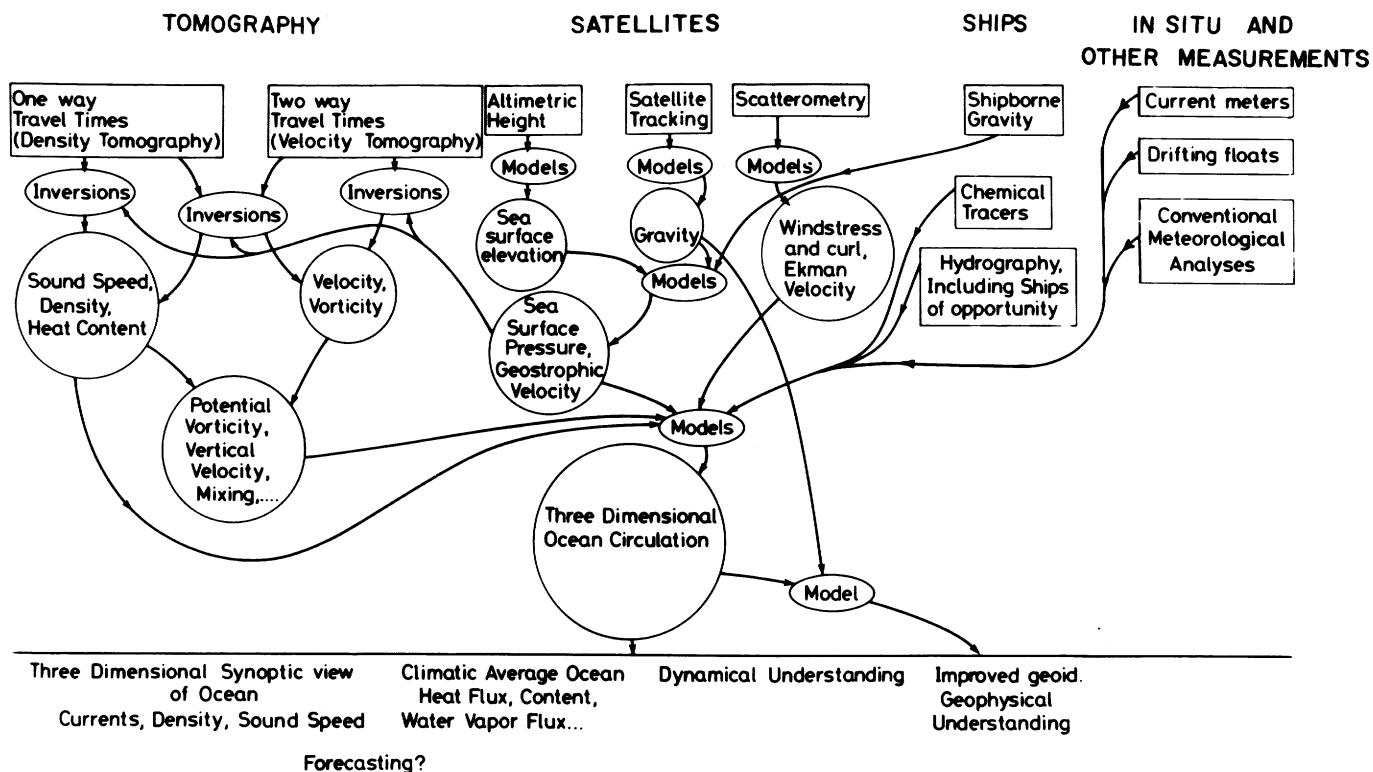 TOMOGRAPHY
SATELLITES
SHIPS
IN SITU AND
OTHER MEASUREMENTS
One way
Travel Times
(Density Tomography)
Two way
Travel Times
(Velocity Tomography)
Altimetric
Height
Satellite
Tracking
Scatterometry
Shipborne
Gravity
Current meters
Drifting floats
Conventional
Meteorological
Analyses
Chemical
Tracers
Hydrography,
Including Ships
of opportunity
Inversions
Inversions
Inversions
Models
Models
Models
Sea
surface
elevation
Gravity
Windstress
and curl,
Ekman
Velocity
Models
Sound Speed,
Density,
Heat Content
Velocity,
Vorticity
Sea
Surface
Pressure,
Geostrophic
Velocity
Potential
Vorticity,
Vertical
Velocity,
Mixing,....
Models
Three Dimensional
Ocean Circulation
Model
Three Dimensional Synoptic view
of Ocean
Currents, Density, Sound Speed
Climatic Average Ocean
Heat Flux, Content,
Water Vapor Flux...
Dynamical Understanding
Improved geoid.
Geophysical
Understanding
Forecasting?